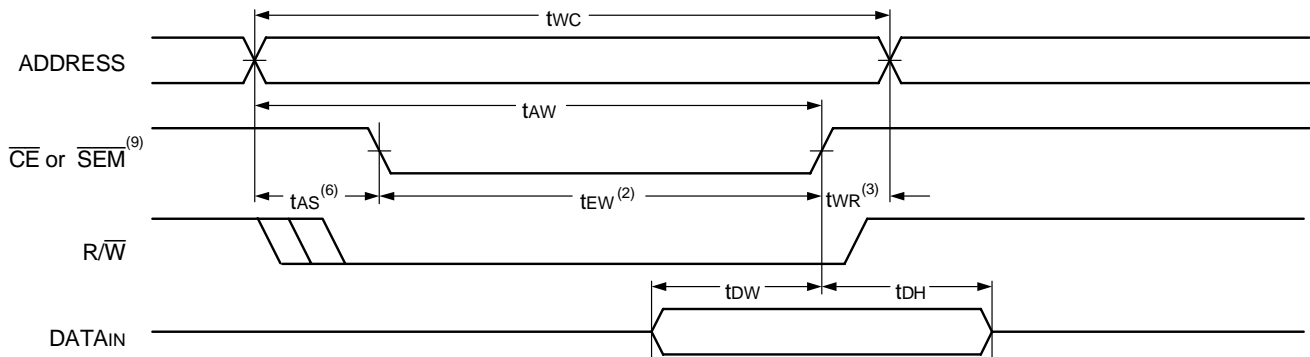 tWC
ADDRESS
tAW
CE or SEM(9)
tAS(6) tEW(2) tWR(3)
R/W
tDW tDH
DATAIN